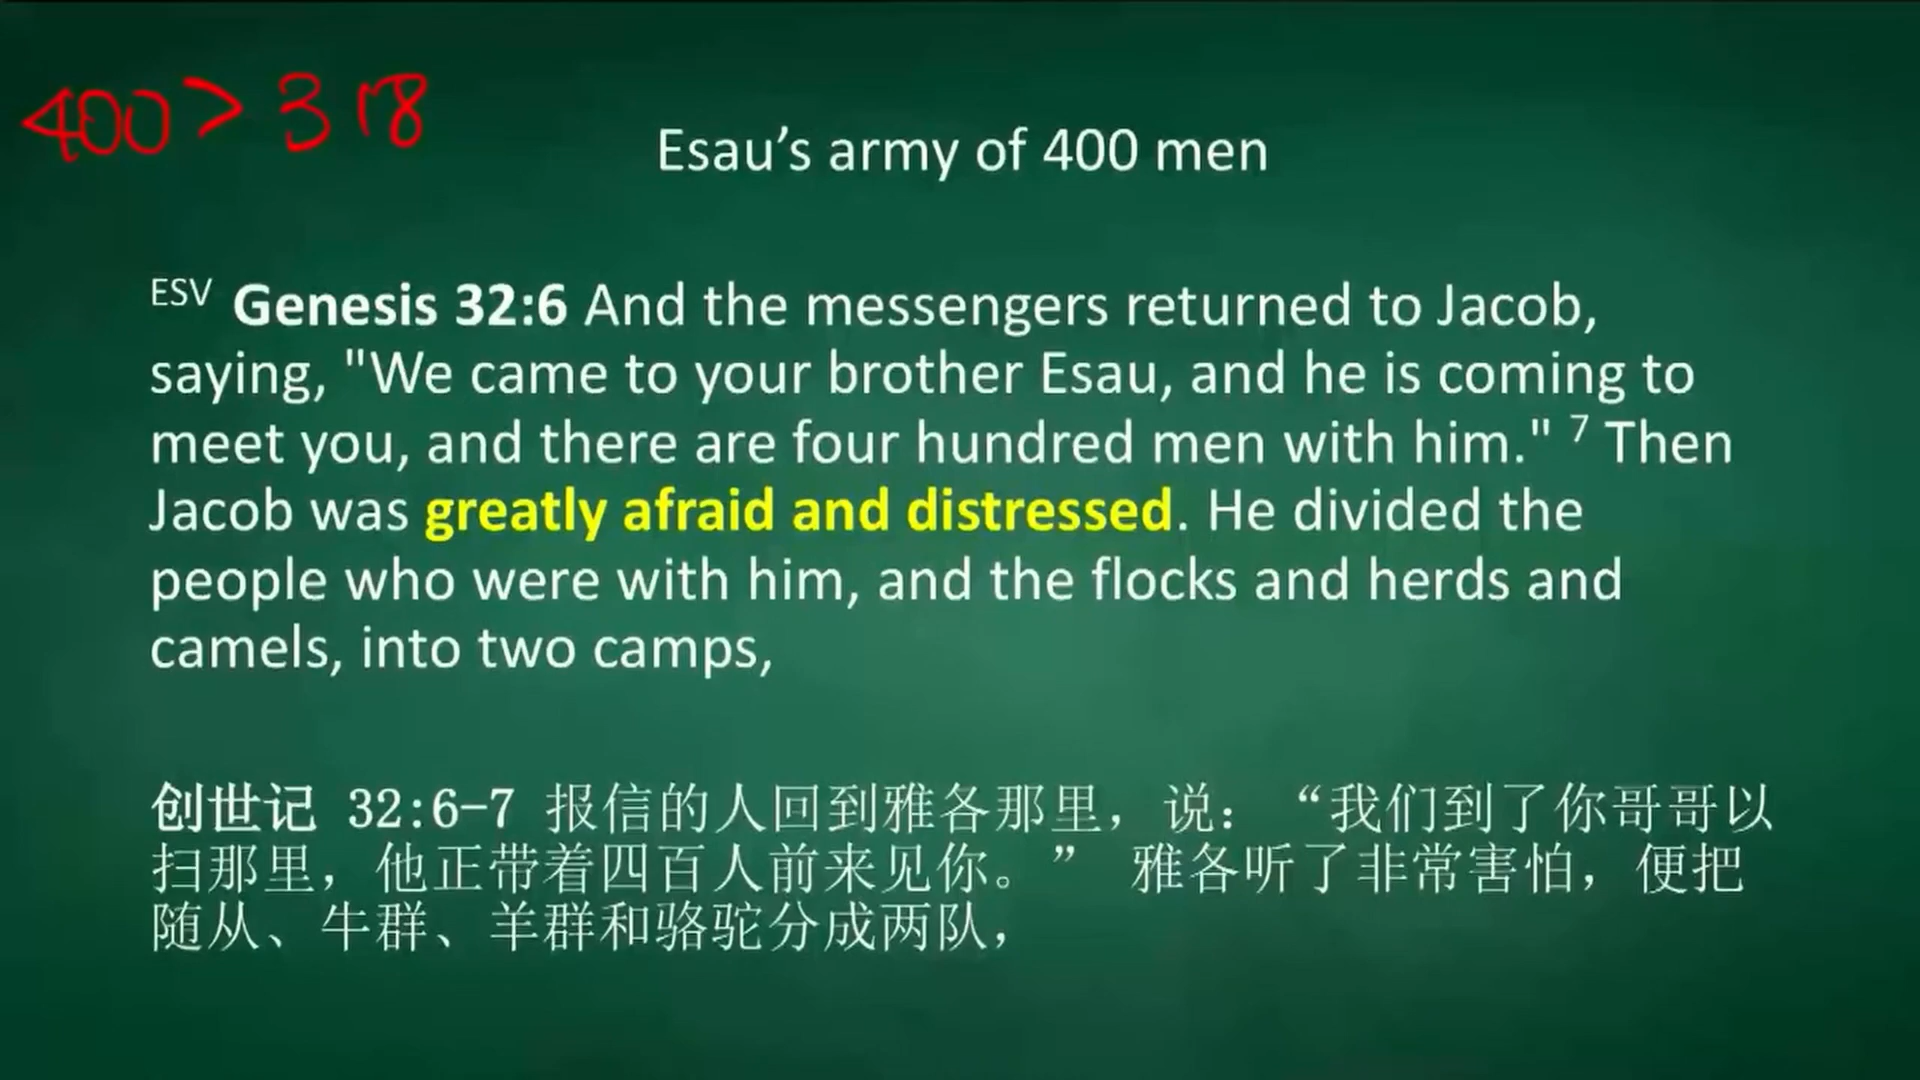 400 > 318
Esau’s army of 400 men
ESV Genesis 32:6 And the messengers returned to Jacob,
saying, "We came to your brother Esau, and he is coming to
meet you, and there are four hundred men with him." 7 Then
Jacob was greatly afraid and distressed. He divided the
people who were with him, and the flocks and herds and
camels, into two camps,
创世记 32:6-7 报信的人回到雅各那里，说：“我们到了你哥哥以
扫那里，他正带着四百人前来见你。” 雅各听了非常害怕，便把
随从、牛群、羊群和骆驼分成两队，